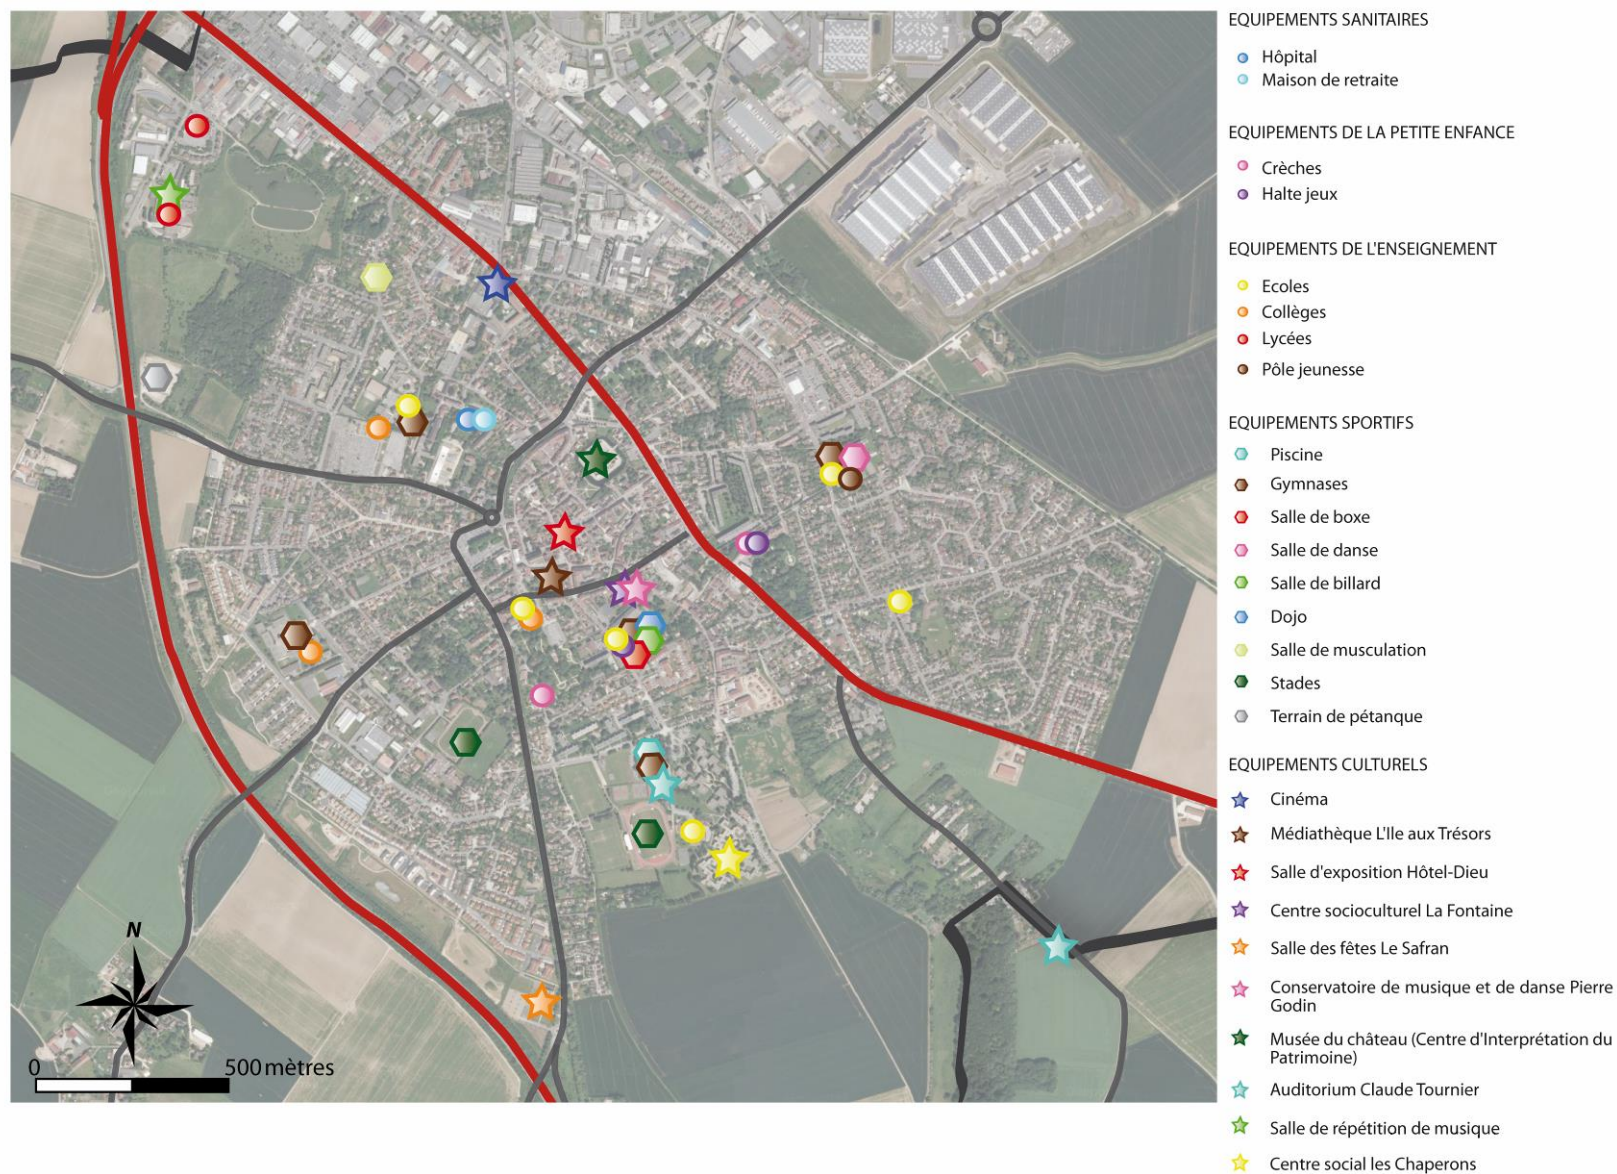 EQUIPEMENTS SANITAIRES
Hôpital
Maison de retraite
EQUIPEMENTS DE LA PETITE ENFANCE
Crèches
Halte jeux
EQUIPEMENTS DE L'ENSEIGNEMENT
Ecoles
Collèges
Lycées
Pôle jeunesse
EQUIPEMENTS SPORTIFS
Piscine
Gymnases
Salle de boxe
Salle de danse
Salle de billard
Dojo
Salle de musculation
Stades
Terrain de pétanque
EQUIPEMENTS CULTURELS
Cinéma
Médiathèque L'Ile aux Trésors
Salle d'exposition Hôtel-Dieu
Centre socioculturel La Fontaine
Salle des fêtes Le Safran
Conservatoire de musique et de danse Pierre
Godin
Musée du château (Centre d'Interprétation du
Patrimoine)
Auditorium Claude Tournier
Salle de répétition de musique
Centre social les Chaperons
N
0 500 mètres